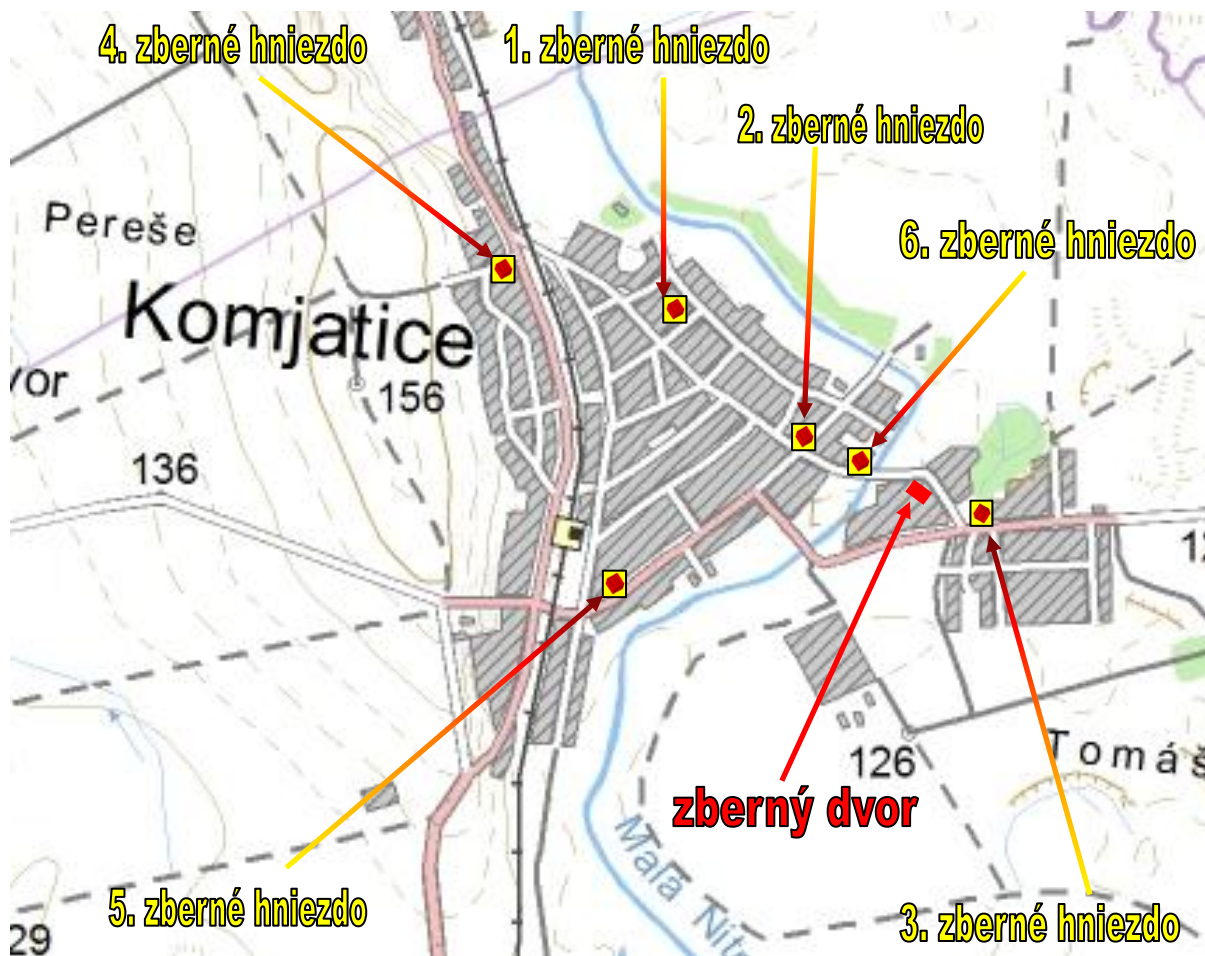 4. zberné hniezdo
1. zberné hniezdo
2. zberné hniezdo
Pereše
6. zberné hniezdo
Komjatice
vor
156
136
126
Tomáš
zberný dvor
Malá Nitr
5. zberné hniezdo
3. zberné hniezdo
29